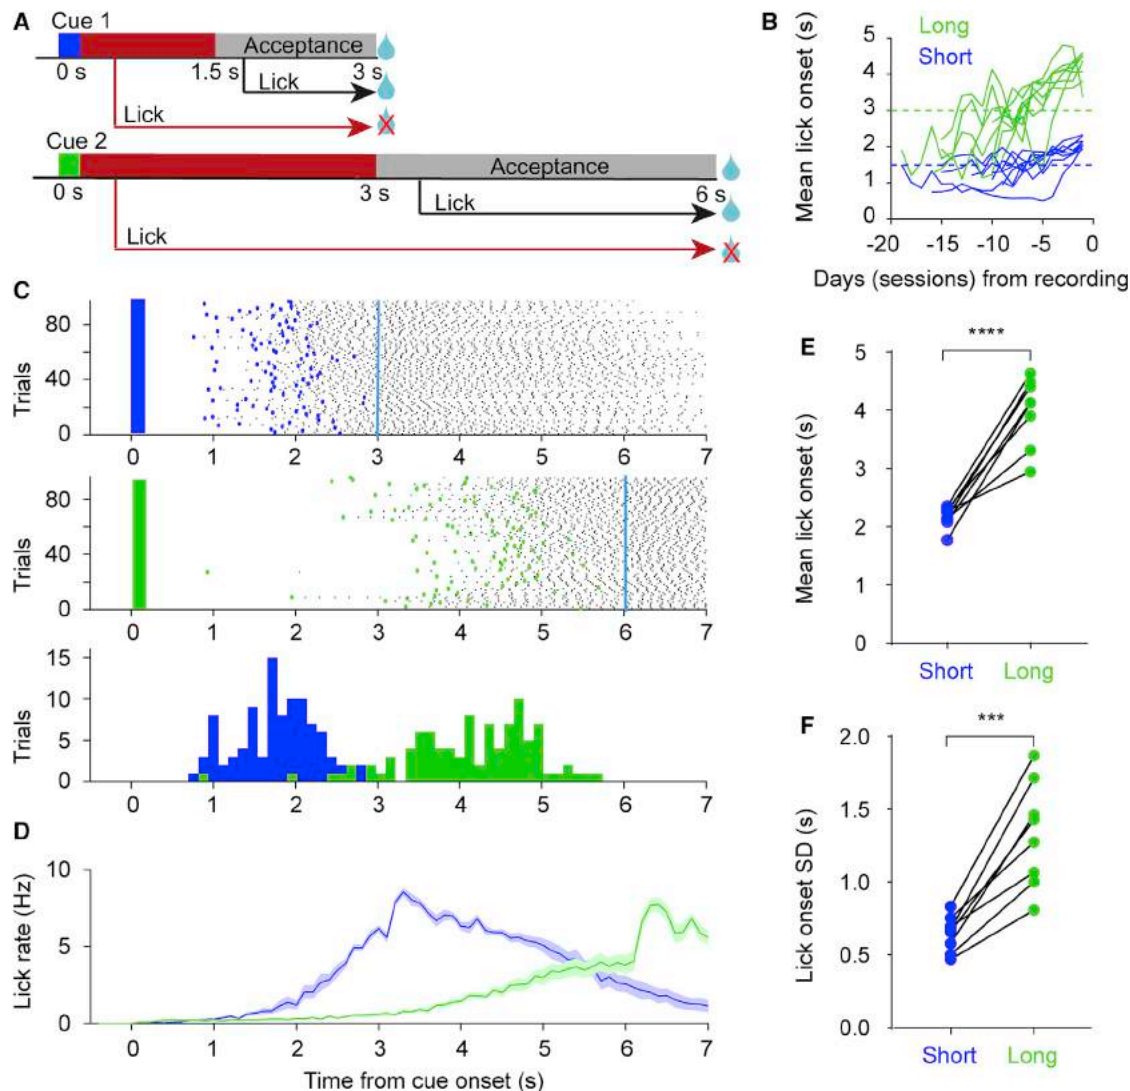 A
Cue 1
Acceptance
0 s
1.5 s
3 s
Lick
Lick
Cue 2
Acceptance
0 s
3 s
6 s
Lick
Lick
B
Long
Short
Mean lick onset (s)
5
4
3
2
1
0
-20 -15 -10 -5 0
Days (sessions) from recording
C
Trials
80
40
0
0 1 2 3 4 5 6 7
Trials
80
40
0
0 1 2 3 4 5 6 7
Trials
15
10
5
0
0 1 2 3 4 5 6 7
D
Lick rate (Hz)
10
5
0
0 1 2 3 4 5 6 7
Time from cue onset (s)
E
****
Mean lick onset (s)
5
4
3
2
1
0
Short Long
F
***
Lick onset SD (s)
2.0
1.5
1.0
0.5
0.0
Short Long